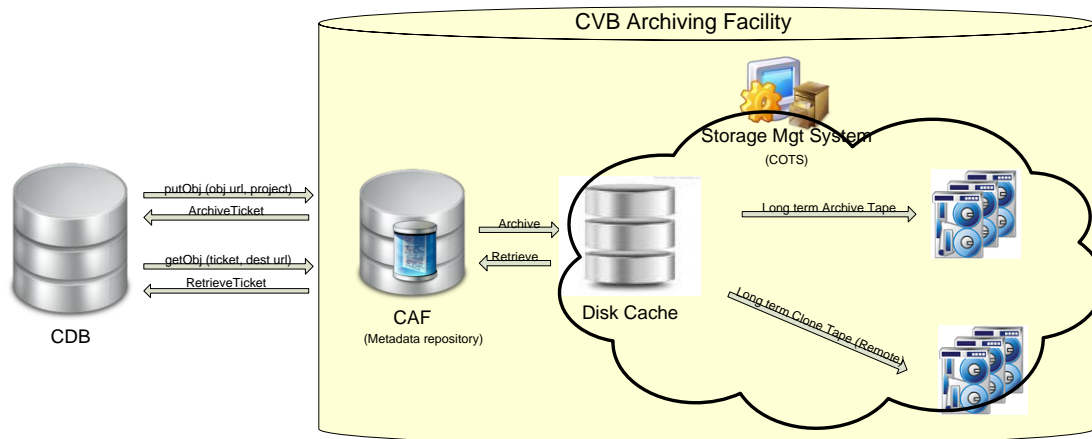 CVB Archiving Facility
Storage Mgt System
(COTS)
putObj (obj url, project)
ArchiveTicket
getObj (ticket, dest url)
RetrieveTicket
CDB
CAF
(Metadata repository)
Archive
Retrieve
Disk Cache
Long term Archive Tape
Long term Clone Tape (Remote)